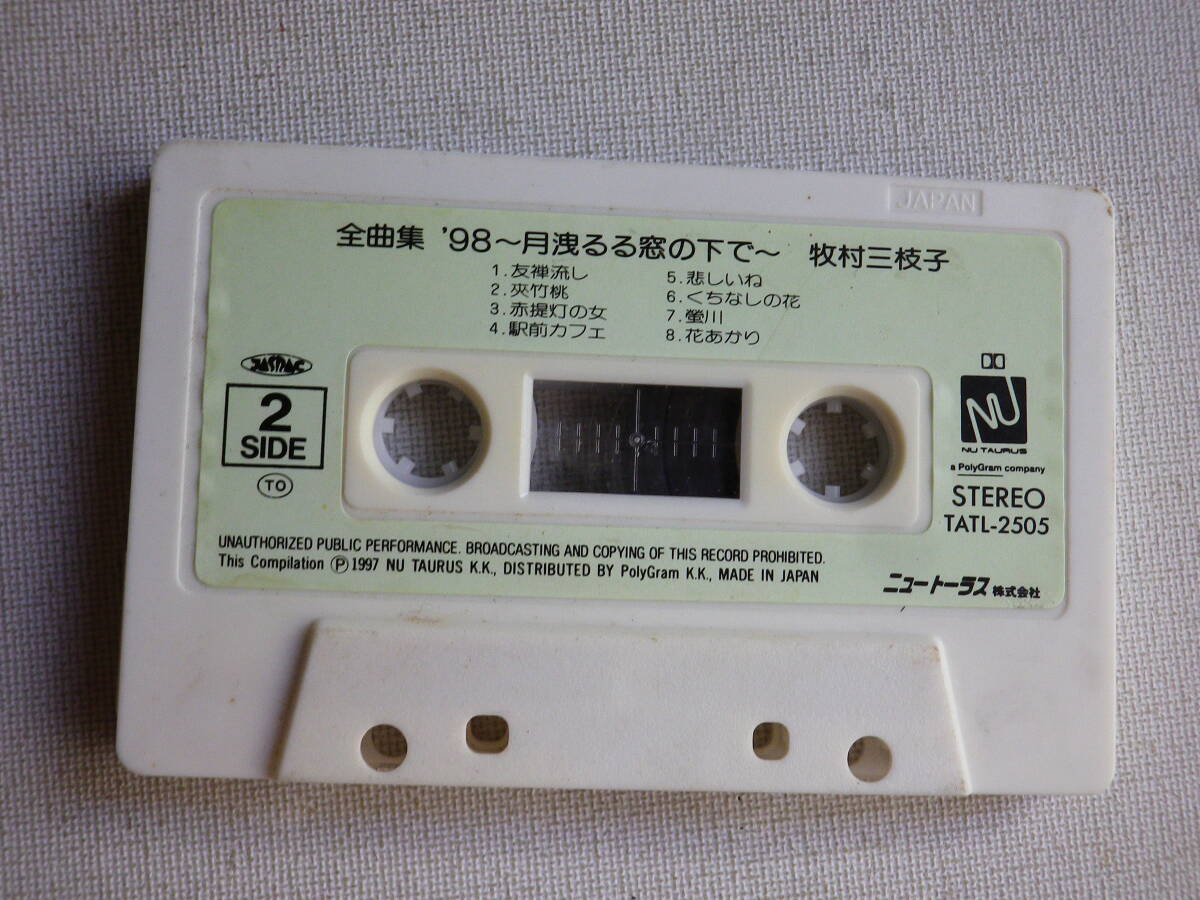 JAPAN
全曲集 '98〜月洩るる窓の下で〜 牧村三枝子
1.友禅流し
2.夾竹桃
3.赤提灯の女
4.駅前カフェ
5.悲しいね
6.くちなしの花
7.螢川
8.花あかり
JASRAC
2
SIDE
TO
NU TAURUS
a PolyGram company
STEREO
TATL-2505
UNAUTHORIZED PUBLIC PERFORMANCE. BROADCASTING AND COPYING OF THIS RECORD PROHIBITED.
This Compilation Ⓟ1997 NU TAURUS K.K., DISTRIBUTED BY PolyGram K.K., MADE IN JAPAN
ニュートーラス 株式会社